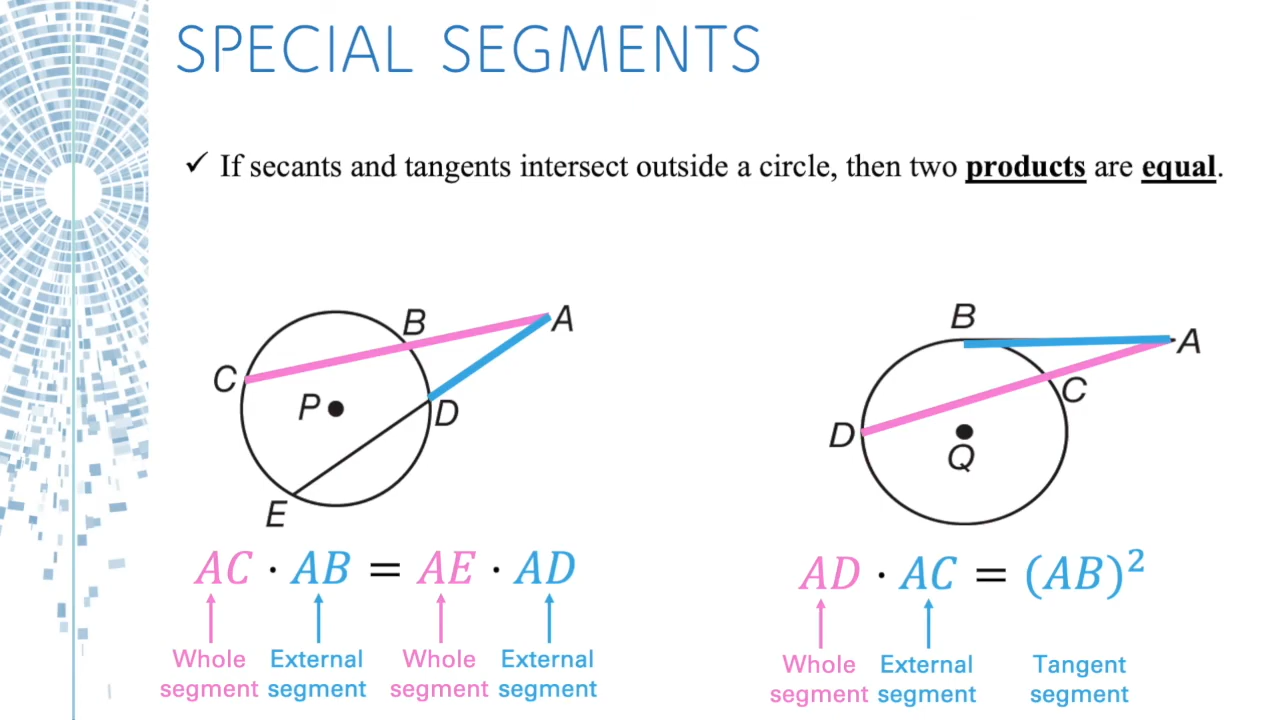 SPECIAL SEGMENTS
✓ If secants and tangents intersect outside a circle, then two products are equal.
B
A
C
P
D
E
AC · AB = AE · AD
Whole segment
External segment
Whole segment
External segment
B
A
C
D
Q
AD · AC = (AB)²
Whole segment
External segment
Tangent segment